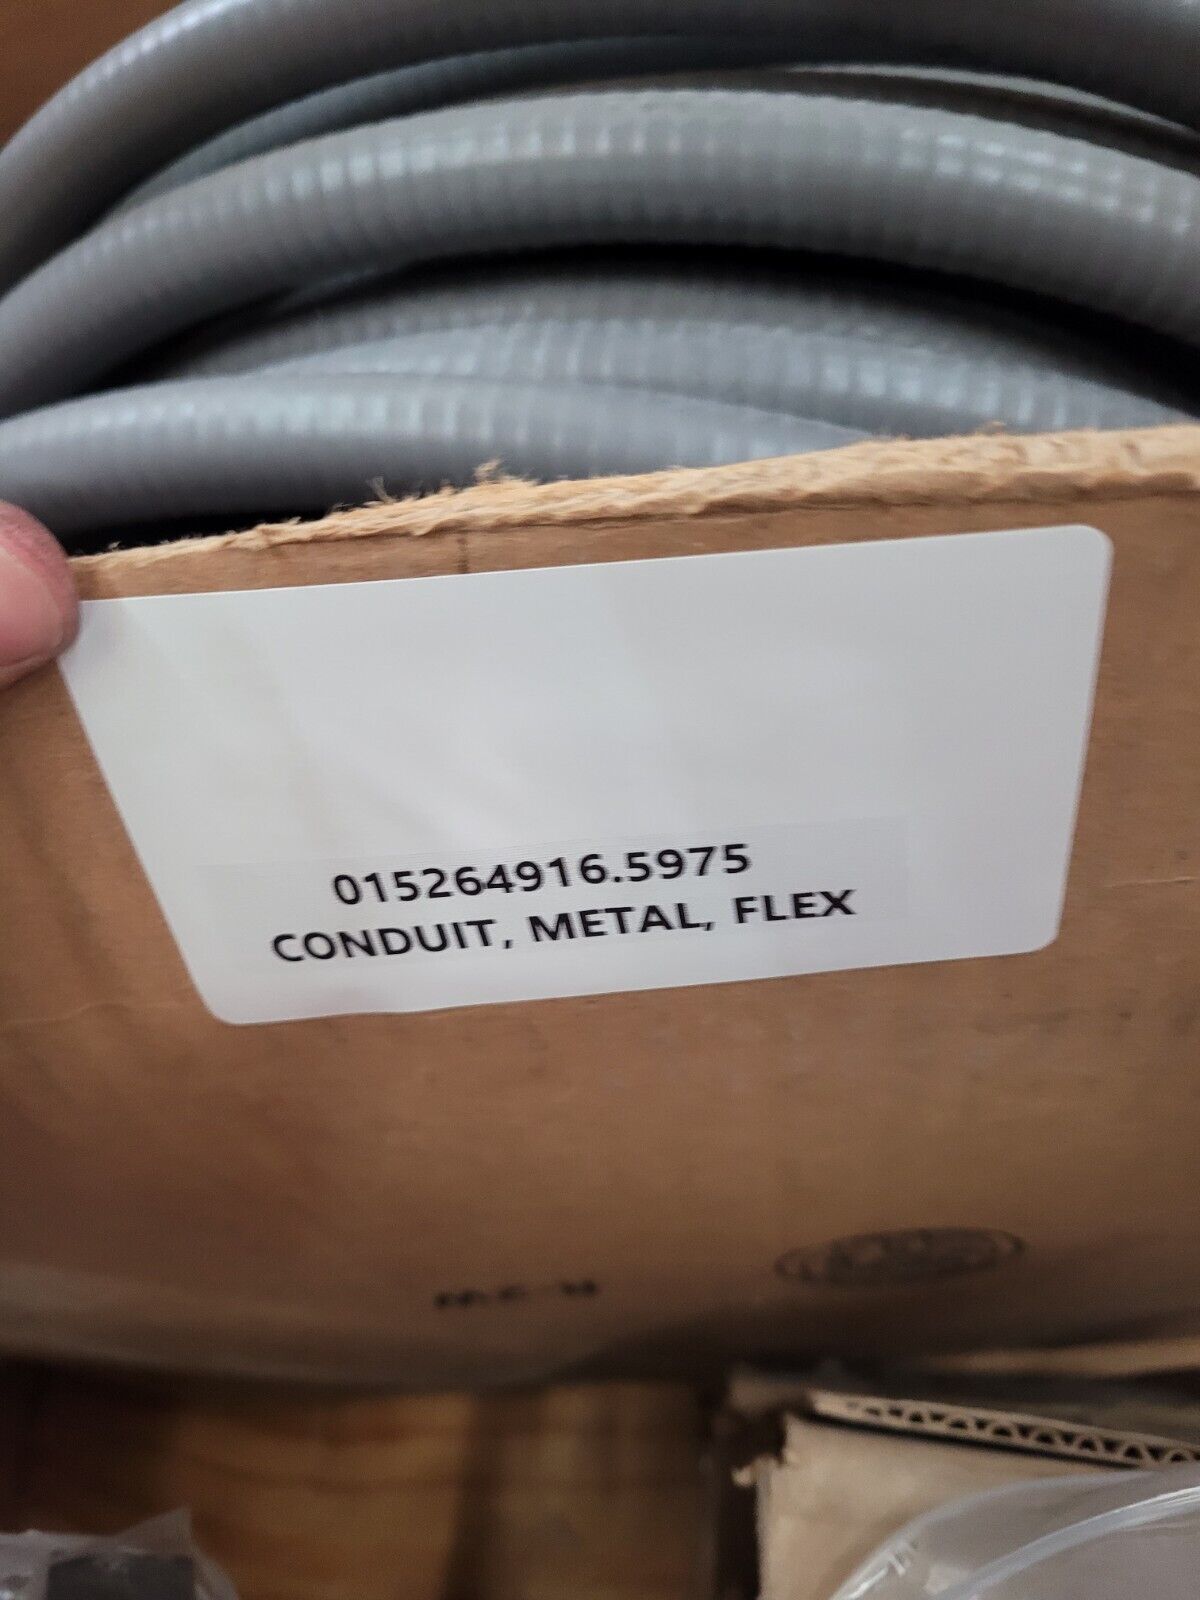 015264916.5975
CONDUIT, METAL, FLEX